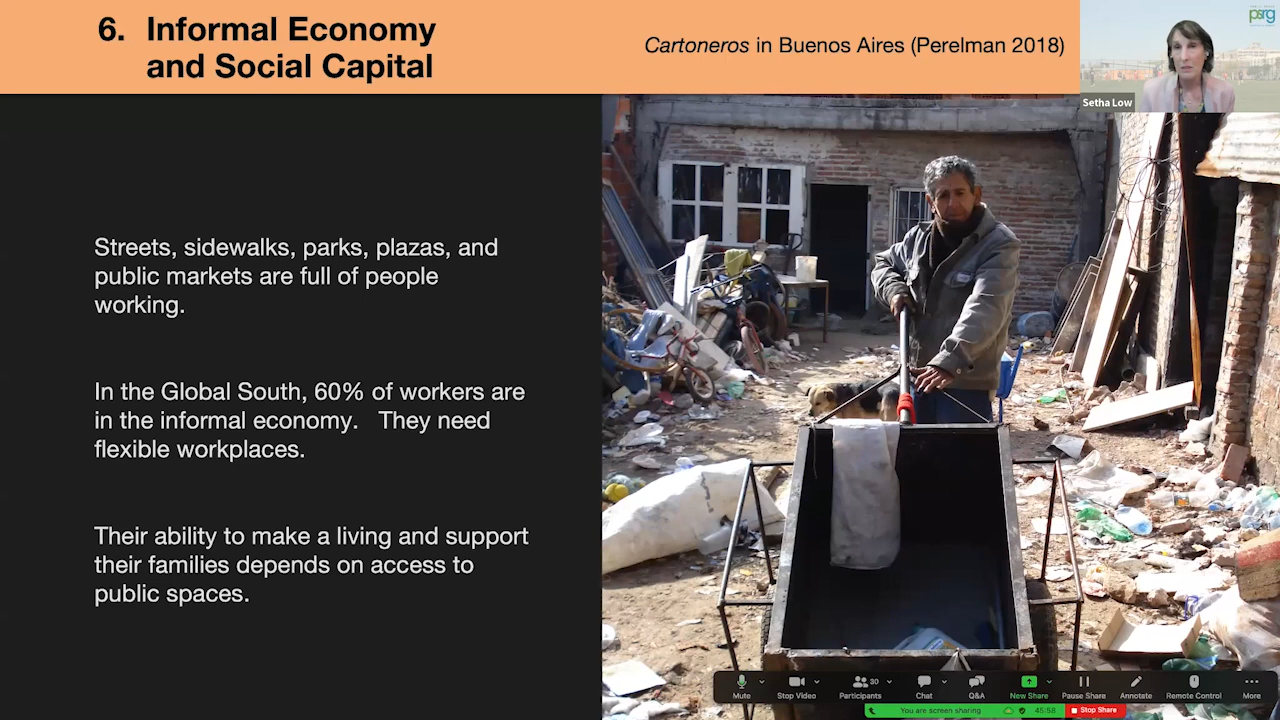 6. Informal Economy
and Social Capital
Cartoneros in Buenos Aires (Perelman 2018)
psrg
Setha Low
Streets, sidewalks, parks, plazas, and
public markets are full of people
working.
In the Global South, 60% of workers are
in the informal economy. They need
flexible workplaces.
Their ability to make a living and support
their families depends on access to
public spaces.
Mute
Stop Video
30
Participants
Chat
Q&A
New Share
Pause Share
Annotate
Remote Control
More
You are screen sharing
45:58
Stop Share